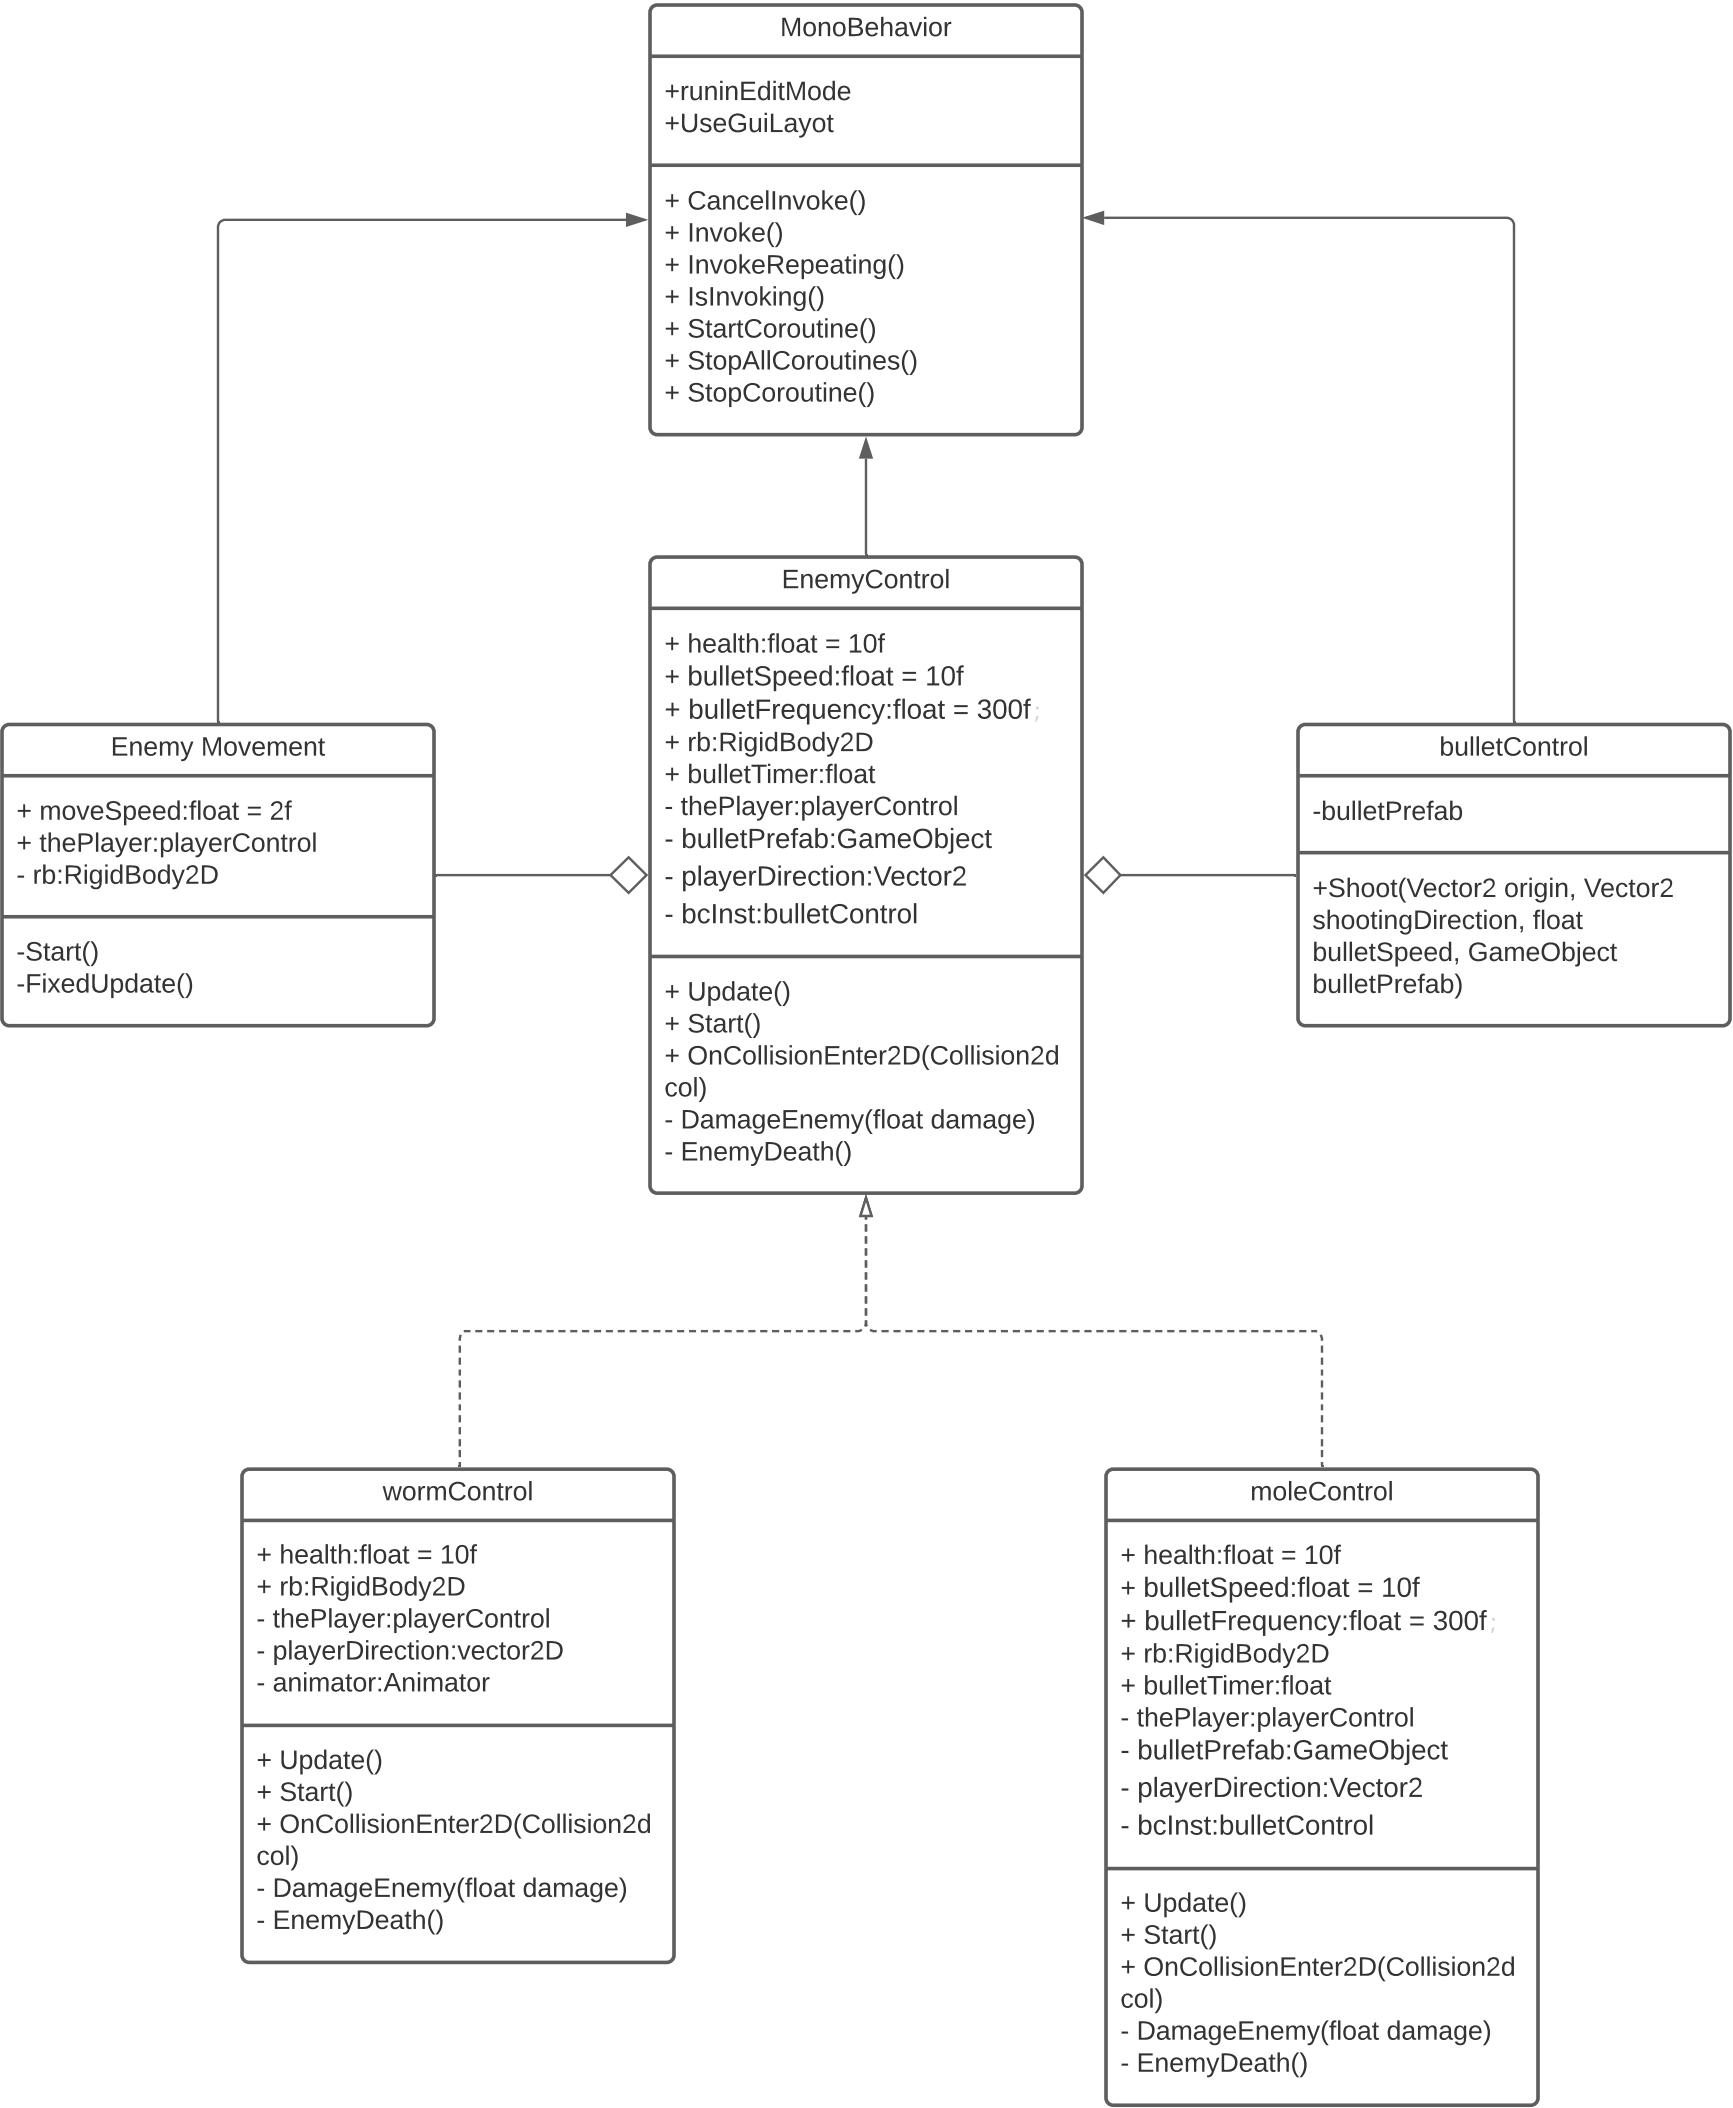 MonoBehavior
+runinEditMode
+UseGuiLayot
+ CancelInvoke()
+ Invoke()
+ InvokeRepeating()
+ IsInvoking()
+ StartCoroutine()
+ StopAllCoroutines()
+ StopCoroutine()
Enemy Movement
+ moveSpeed:float = 2f
+ thePlayer:playerControl
- rb:RigidBody2D
-Start()
-FixedUpdate()
EnemyControl
+ health:float = 10f
+ bulletSpeed:float = 10f
+ bulletFrequency:float = 300f;
+ rb:RigidBody2D
+ bulletTimer:float
- thePlayer:playerControl
- bulletPrefab:GameObject
- playerDirection:Vector2
- bcInst:bulletControl
+ Update()
+ Start()
+ OnCollisionEnter2D(Collision2d
col)
- DamageEnemy(float damage)
- EnemyDeath()
bulletControl
-bulletPrefab
+Shoot(Vector2 origin, Vector2
shootingDirection, float
bulletSpeed, GameObject
bulletPrefab)
wormControl
+ health:float = 10f
+ rb:RigidBody2D
- thePlayer:playerControl
- playerDirection:vector2D
- animator:Animator
+ Update()
+ Start()
+ OnCollisionEnter2D(Collision2d
col)
- DamageEnemy(float damage)
- EnemyDeath()
moleControl
+ health:float = 10f
+ bulletSpeed:float = 10f
+ bulletFrequency:float = 300f;
+ rb:RigidBody2D
+ bulletTimer:float
- thePlayer:playerControl
- bulletPrefab:GameObject
- playerDirection:Vector2
- bcInst:bulletControl
+ Update()
+ Start()
+ OnCollisionEnter2D(Collision2d
col)
- DamageEnemy(float damage)
- EnemyDeath()